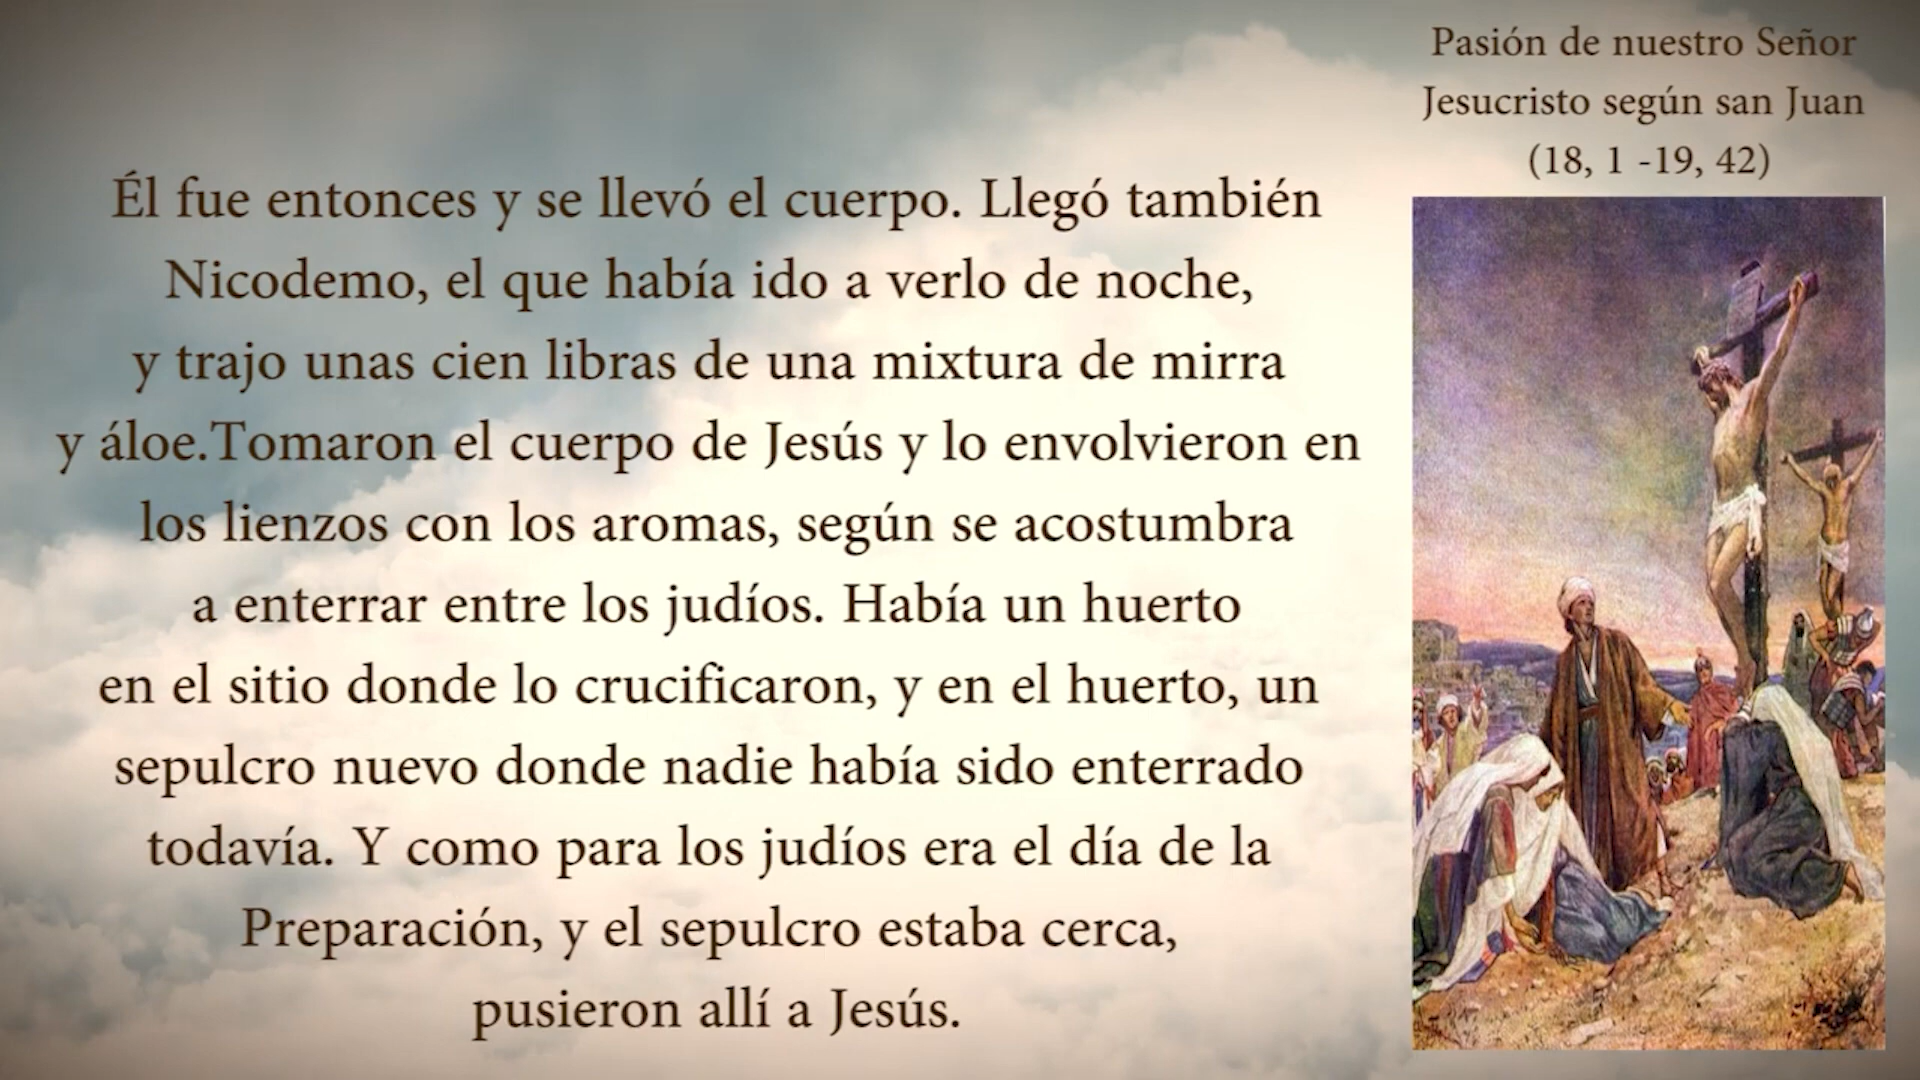 Pasión de nuestro Señor
Jesucristo según san Juan
(18, 1 -19, 42)
Él fue entonces y se llevó el cuerpo. Llegó también
Nicodemo, el que había ido a verlo de noche,
y trajo unas cien libras de una mixtura de mirra
y áloe.Tomaron el cuerpo de Jesús y lo envolvieron en
los lienzos con los aromas, según se acostumbra
a enterrar entre los judíos. Había un huerto
en el sitio donde lo crucificaron, y en el huerto, un
sepulcro nuevo donde nadie había sido enterrado
todavía. Y como para los judíos era el día de la
Preparación, y el sepulcro estaba cerca,
pusieron allí a Jesús.